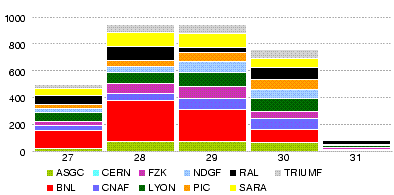 1000
800
600
400
200
0
27 28 29 30 31
ASGC CERN FZK NDGF RAL TRIUMF
BNL CNAF LYON PIC SARA